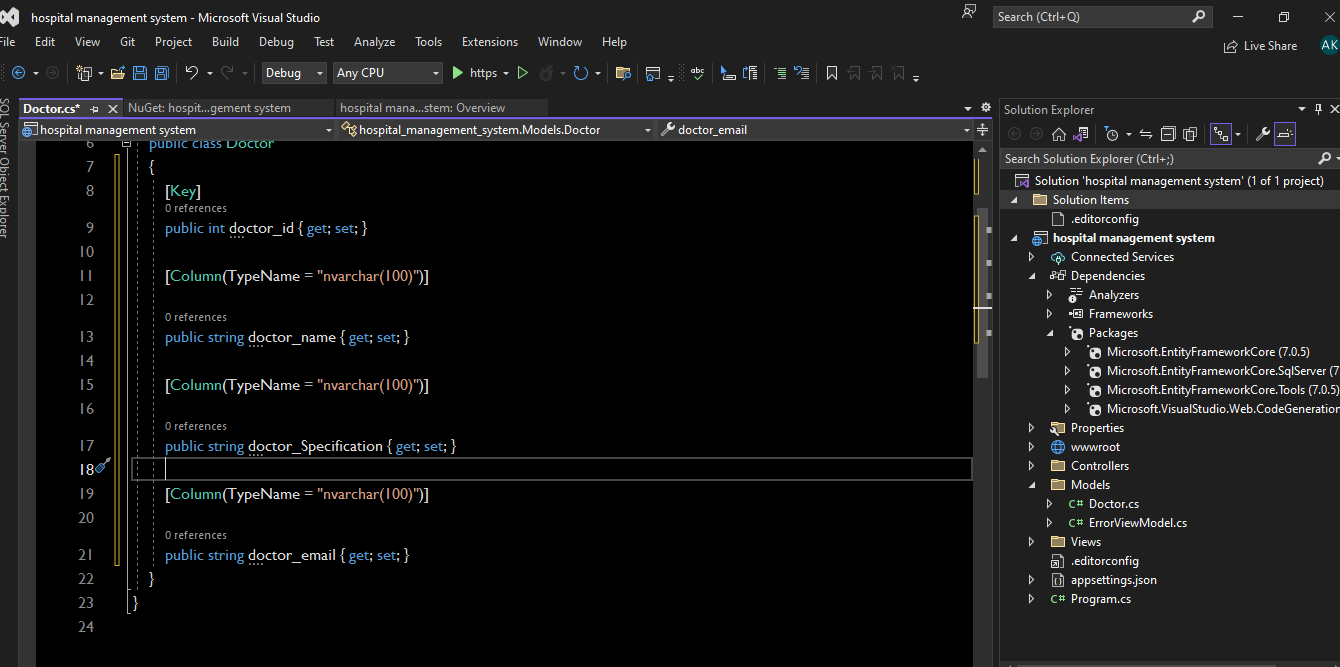 hospital management system - Microsoft Visual Studio
Search (Ctrl+Q)
File Edit View Git Project Build Debug Test Analyze Tools Extensions Window Help
Live Share AK
Debug Any CPU https abc
Doctor.cs* NuGet: hospit...gement system hospital mana...stem: Overview
hospital management system hospital_management_system.Models.Doctor doctor_email
SQL Server Object Explorer
6 public class Doctor
7 {
8 [Key]
0 references
9 public int doctor_id { get; set; }
10
11 [Column(TypeName = "nvarchar(100)")]
12
0 references
13 public string doctor_name { get; set; }
14
15 [Column(TypeName = "nvarchar(100)")]
16
0 references
17 public string doctor_Specification { get; set; }
18
19 [Column(TypeName = "nvarchar(100)")]
20
0 references
21 public string doctor_email { get; set; }
22 }
23 }
24
Solution Explorer
Search Solution Explorer (Ctrl+;)
Solution 'hospital management system' (1 of 1 project)
Solution Items
.editorconfig
hospital management system
Connected Services
Dependencies
Analyzers
Frameworks
Packages
Microsoft.EntityFrameworkCore (7.0.5)
Microsoft.EntityFrameworkCore.SqlServer (7
Microsoft.EntityFrameworkCore.Tools (7.0.5)
Microsoft.VisualStudio.Web.CodeGeneration
Properties
wwwroot
Controllers
Models
C# Doctor.cs
C# ErrorViewModel.cs
Views
.editorconfig
appsettings.json
C# Program.cs